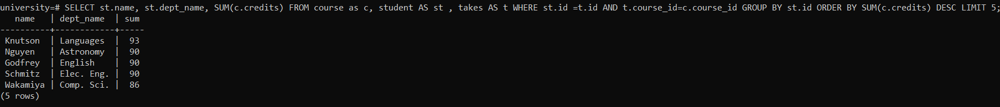 university=# SELECT st.name, st.dept_name, SUM(c.credits) FROM course as c, student AS st , takes AS t WHERE st.id =t.id AND t.course_id=c.course_id GROUP BY st.id ORDER BY SUM(c.credits) DESC LIMIT 5;
   name   | dept_name  | sum
----------+------------+-----
 Knutson  | Languages  |  93
 Nguyen   | Astronomy  |  90
 Godfrey  | English    |  90
 Schmitz  | Elec. Eng. |  90
 Wakamiya | Comp. Sci. |  86
(5 rows)